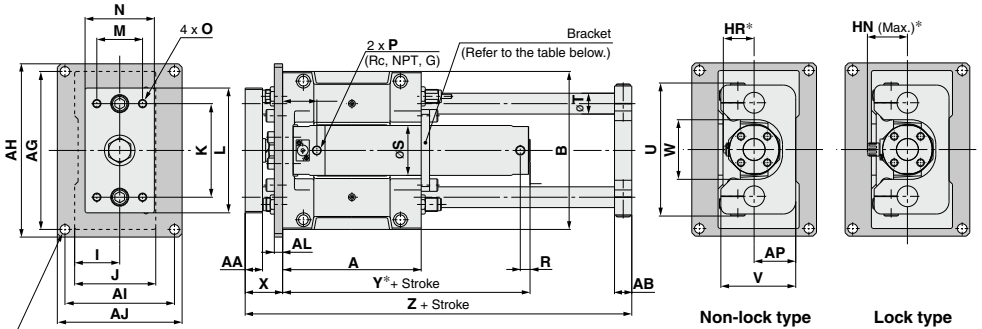 N
M
4 x O
2 x P
(Rc, NPT, G)
Bracket
(Refer to the table below.)
HR*
HN (Max.)*
AH
AG
K
L
øS
øT
B
U
W
I
J
AI
AJ
AA
AL
X
A
Y* + Stroke
R
Z + Stroke
AB
AP
V
Non-lock type
Lock type